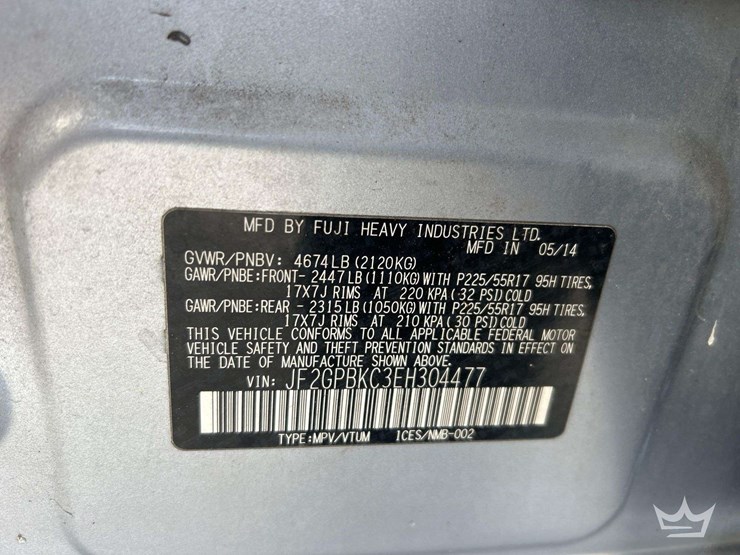 MFD BY FUJI HEAVY INDUSTRIES LTD.
MFD IN 05/14
GVWR/PNBV: 4674LB(2120KG)
GAWR/PNBE:FRONT-2447LB(1110KG)WITH P225/55R17 95H TIRES,
17X7J RIMS AT 220 KPA(32 PSI)COLD
GAWR/PNBE:REAR -2315LB(1050KG)WITH P225/55R17 95H TIRES,
17X7J RIMS AT 210 KPA(30 PSI)COLD
THIS VEHICLE CONFORMS TO ALL APPLICABLE FEDERAL MOTOR
VEHICLE SAFETY AND THEFT PREVENTION STANDARDS IN EFFECT ON
THE DATE OF MANUFACTURE SHOWN ABOVE.
VIN: JF2GPBKC3EH304477
TYPE:MPV/VTUM ICES/NMB-002